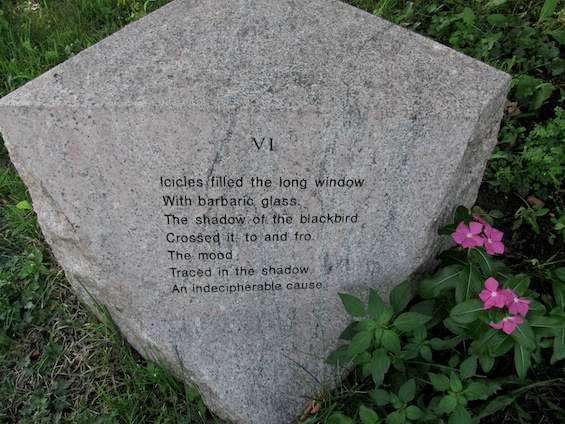 VI
Icicles filled the long window
With barbaric glass.
The shadow of the blackbird
Crossed it, to and fro.
The mood
Traced in the shadow
An indecipherable cause.